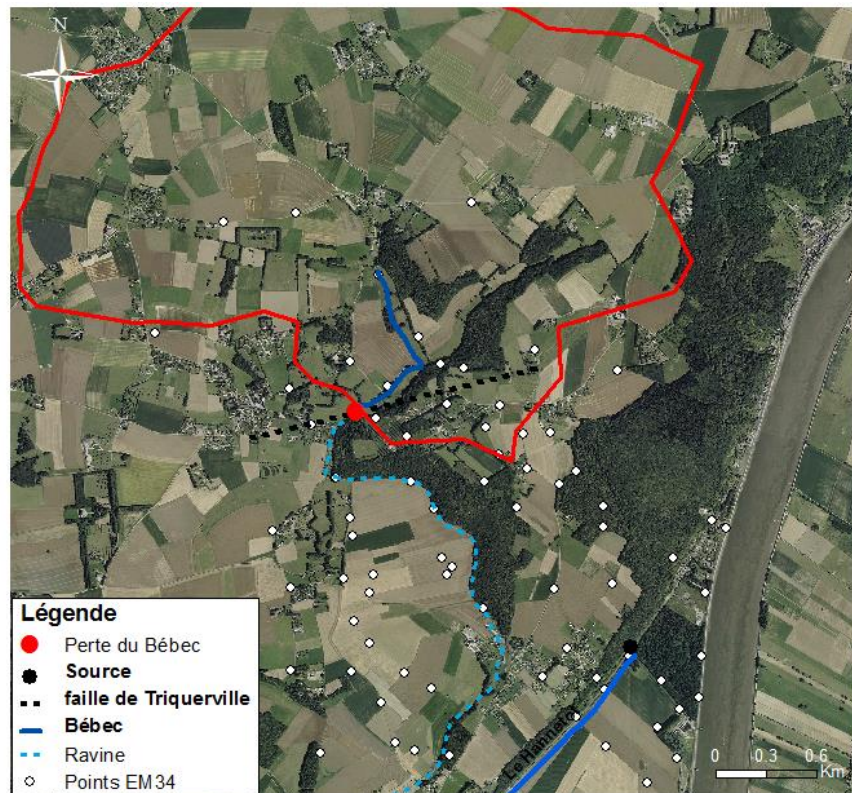 N
Le Hannetot
Légende
Perte du Bébec
Source
faille de Triquerville
Bébec
Ravine
Points EM34
0 0.3 0.6
Km